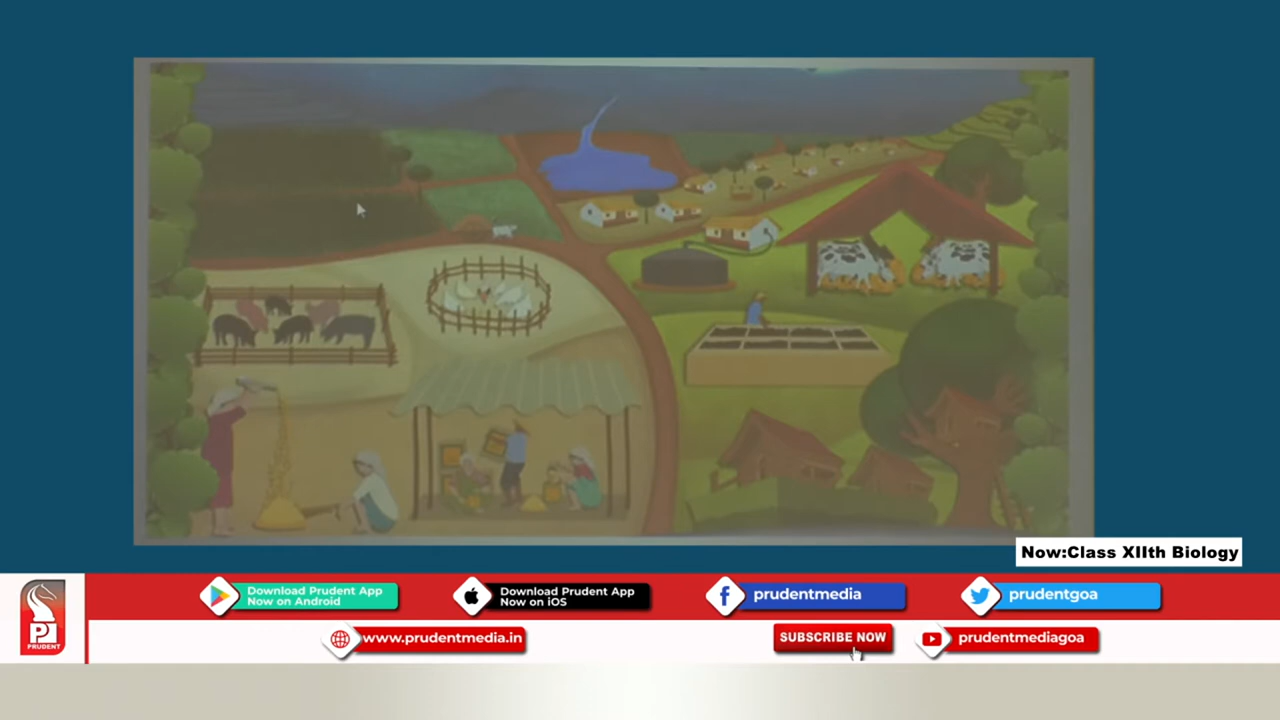 Now:Class XIIth Biology
Download Prudent App
Now on Android
Download Prudent App
Now on iOS
prudentmedia
prudentgoa
PI
PRUDENT
www.prudentmedia.in
SUBSCRIBE NOW
prudentmediagoa